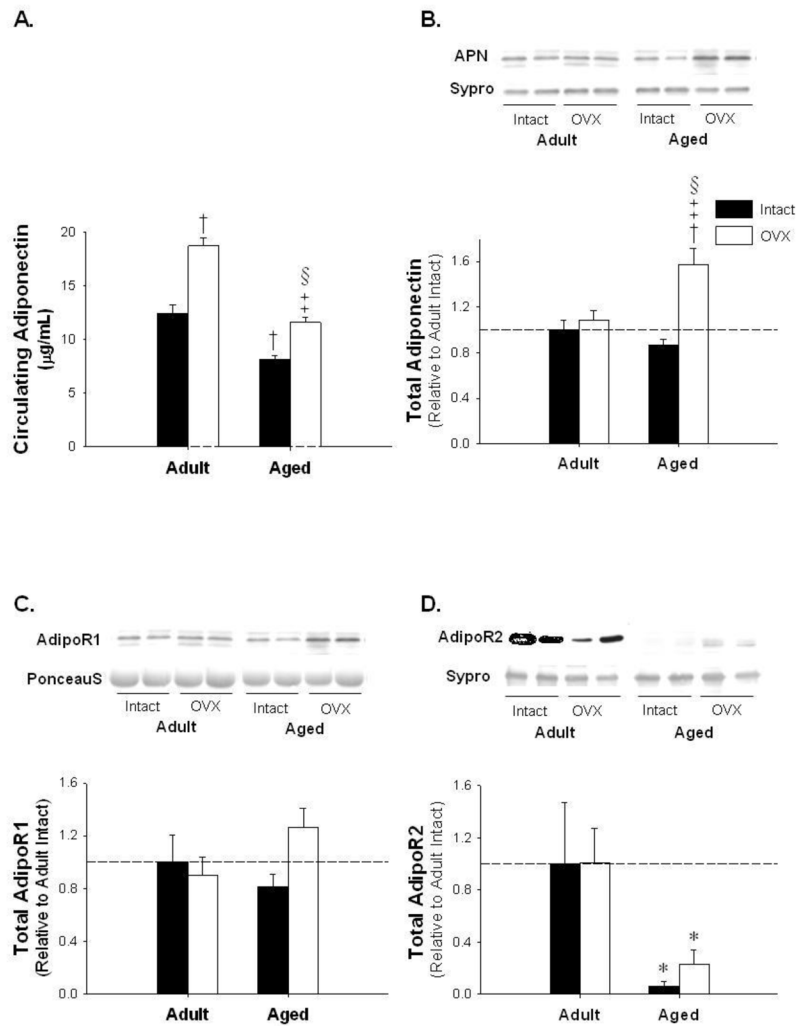 A.
Circulating Adiponectin
(µg/mL)
20
15
10
5
0
†
†
§
‡
Adult
Aged
B.
APN
Sypro
Intact
OVX
Intact
OVX
Adult
Aged
Intact
OVX
Total Adiponectin
(Relative to Adult Intact)
1.6
1.2
0.8
0.4
0.0
§
‡
†
Adult
Aged
C.
AdipoR1
PonceauS
Intact
OVX
Intact
OVX
Adult
Aged
Total AdipoR1
(Relative to Adult Intact)
1.6
1.2
0.8
0.4
0.0
Adult
Aged
D.
AdipoR2
Sypro
Intact
OVX
Intact
OVX
Adult
Aged
Total AdipoR2
(Relative to Adult Intact)
1.6
1.2
0.8
0.4
0.0
*
*
Adult
Aged